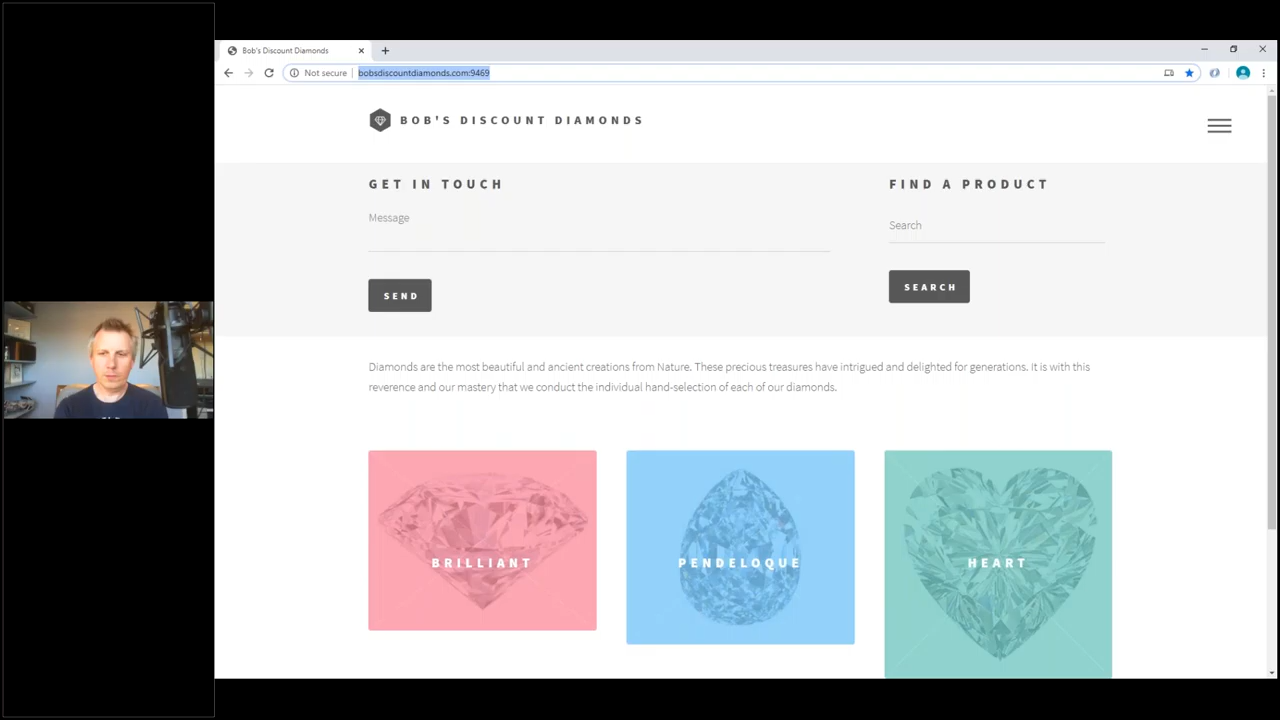 Bob's Discount Diamonds
Not secure
bobsdiscountdiamonds.com:9469
BOB'S DISCOUNT DIAMONDS
GET IN TOUCH
Message
SEND
FIND A PRODUCT
Search
SEARCH
Diamonds are the most beautiful and ancient creations from Nature. These precious treasures have intrigued and delighted for generations. It is with this
reverence and our mastery that we conduct the individual hand-selection of each of our diamonds.
BRILLIANT
PENDELOQUE
HEART